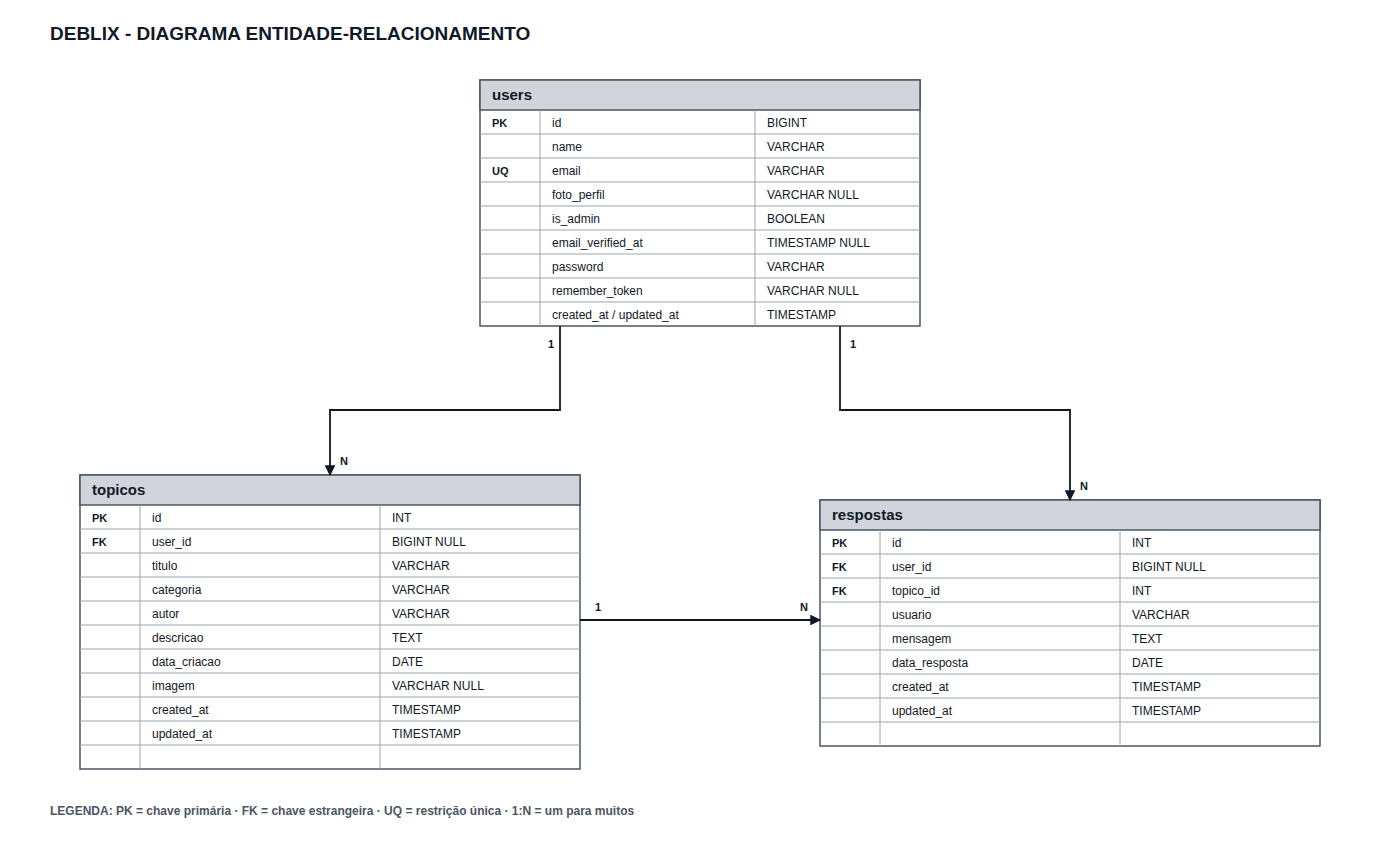 DEBLIX - DIAGRAMA ENTIDADE-RELACIONAMENTO
users
PK id BIGINT
name VARCHAR
UQ email VARCHAR
foto_perfil VARCHAR NULL
is_admin BOOLEAN
email_verified_at TIMESTAMP NULL
password VARCHAR
remember_token VARCHAR NULL
created_at / updated_at TIMESTAMP
1
1
N
N
topicos
PK id INT
FK user_id BIGINT NULL
titulo VARCHAR
categoria VARCHAR
autor VARCHAR
descricao TEXT
data_criacao DATE
imagem VARCHAR NULL
created_at TIMESTAMP
updated_at TIMESTAMP
1
N
respostas
PK id INT
FK user_id BIGINT NULL
FK topico_id INT
usuario VARCHAR
mensagem TEXT
data_resposta DATE
created_at TIMESTAMP
updated_at TIMESTAMP
LEGENDA: PK = chave primária · FK = chave estrangeira · UQ = restrição única · 1:N = um para muitos